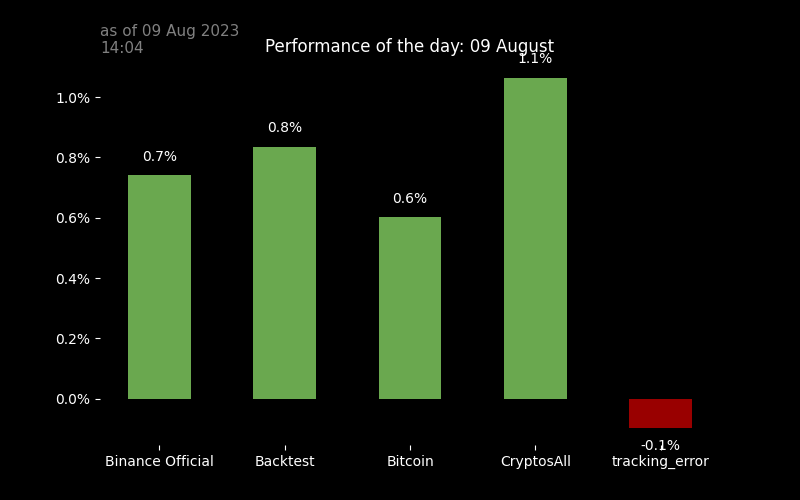 as of 09 Aug 2023
14:04
Performance of the day: 09 August
1.1%
1.0%
0.8%
0.8%
0.7%
0.6%
0.6%
0.4%
0.2%
0.0%
-0.1%
Binance Official
Backtest
Bitcoin
CryptosAll
tracking_error